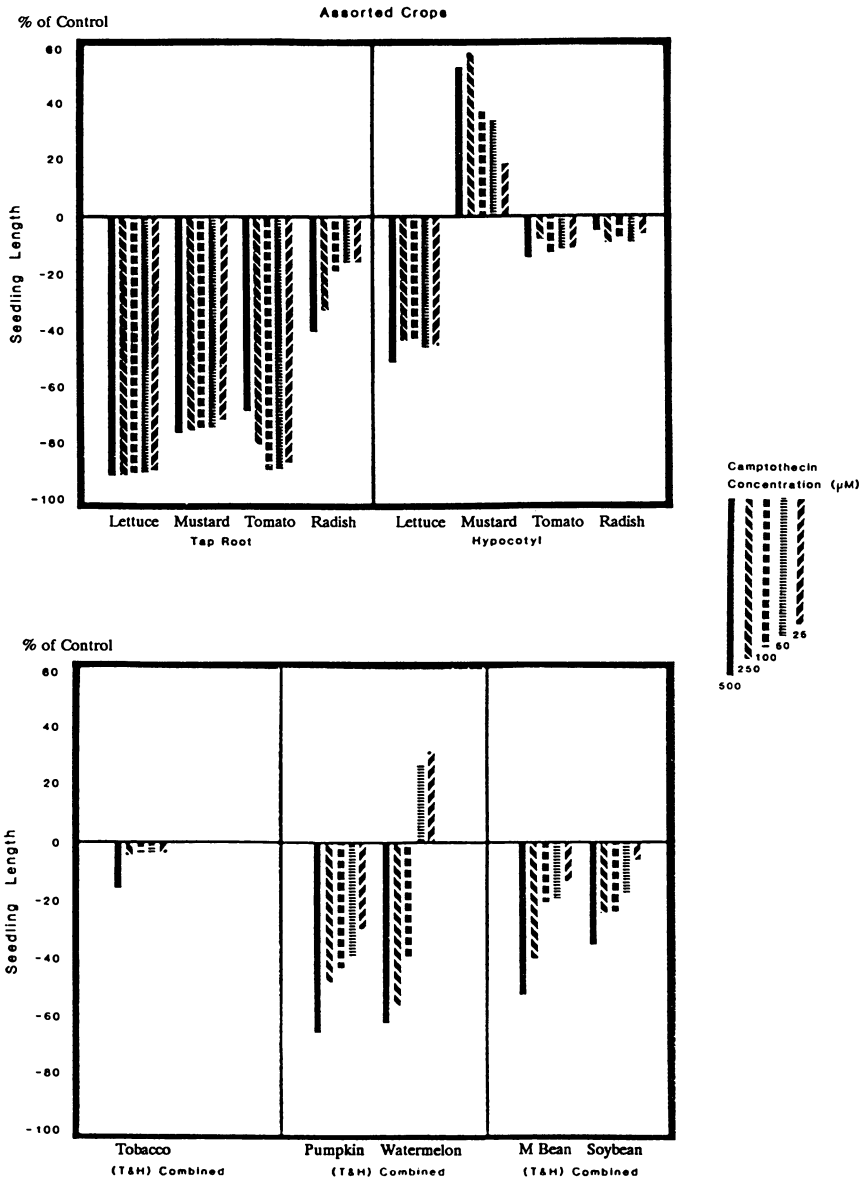 Assorted Crops
% of Control
60
40
20
0
-20
-40
-60
-80
-100
Seedling Length
Lettuce Mustard Tomato Radish Lettuce Mustard Tomato Radish
Tap Root Hypocotyl
Camptothecin
Concentration (µM)
500
250
100
60
26
% of Control
60
40
20
0
-20
-40
-60
-80
-100
Seedling Length
Tobacco Pumpkin Watermelon M Bean Soybean
(T&H) Combined (T&H) Combined (T&H) Combined